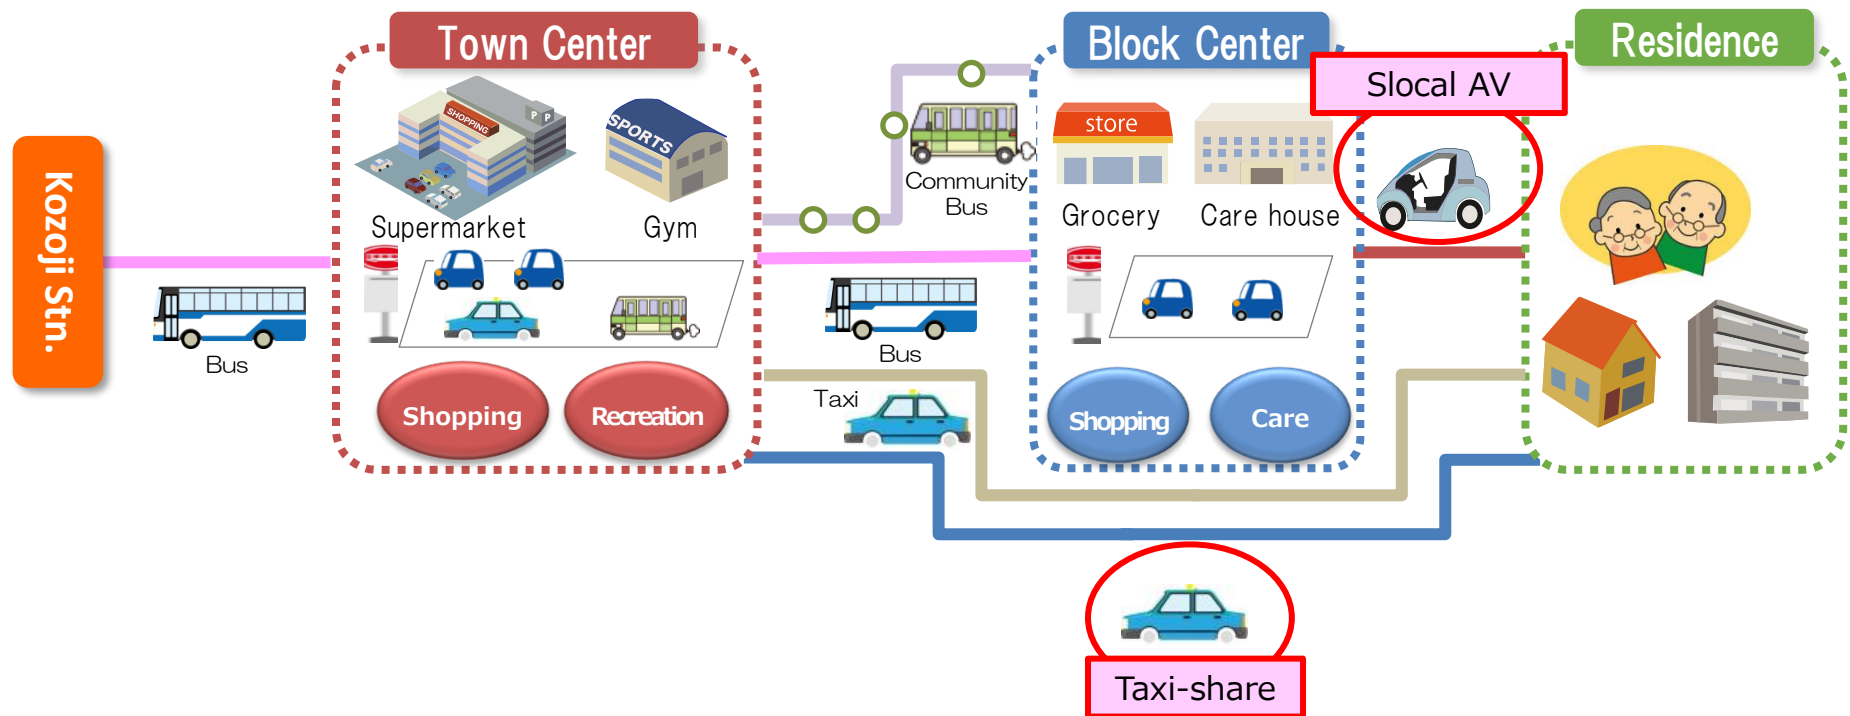 Kozoji Stn.
Bus
Town Center
SHOPPING
P P
SPORTS
Supermarket
Gym
Shopping
Recreation
Community
Bus
Bus
Taxi
Block Center
store
Grocery
Care house
Shopping
Care
Slocal AV
Residence
Taxi-share